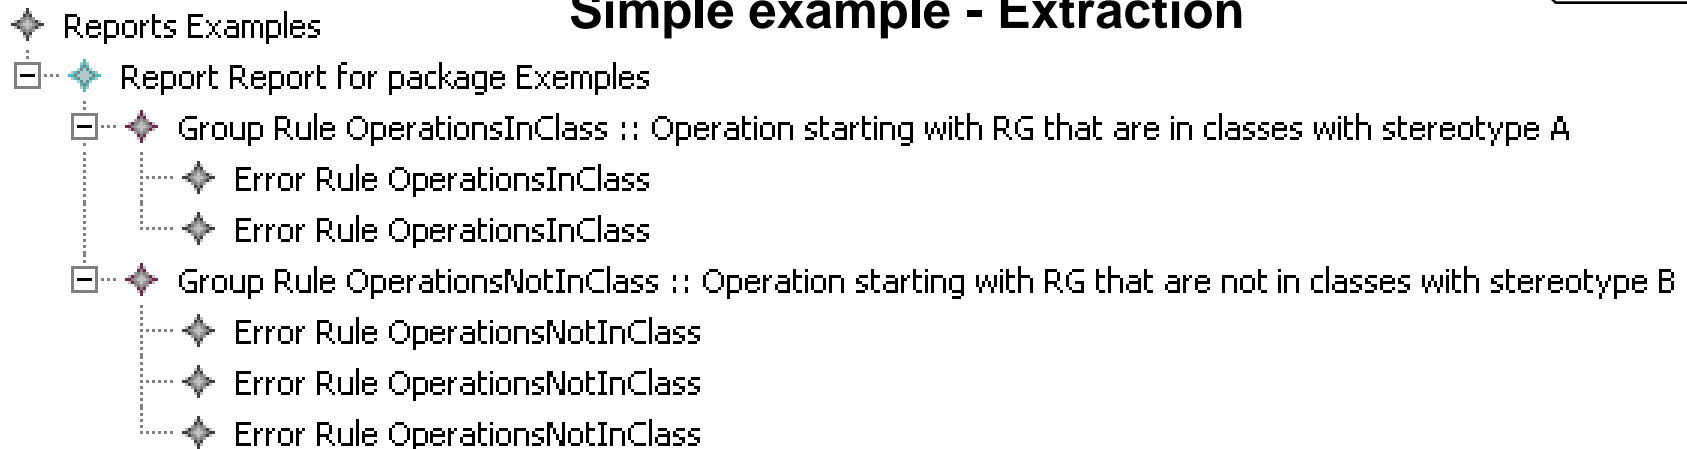 Simple example - Extraction
Reports Examples
Report Report for package Exemples
Group Rule OperationsInClass :: Operation starting with RG that are in classes with stereotype A
Error Rule OperationsInClass
Error Rule OperationsInClass
Group Rule OperationsNotInClass :: Operation starting with RG that are not in classes with stereotype B
Error Rule OperationsNotInClass
Error Rule OperationsNotInClass
Error Rule OperationsNotInClass